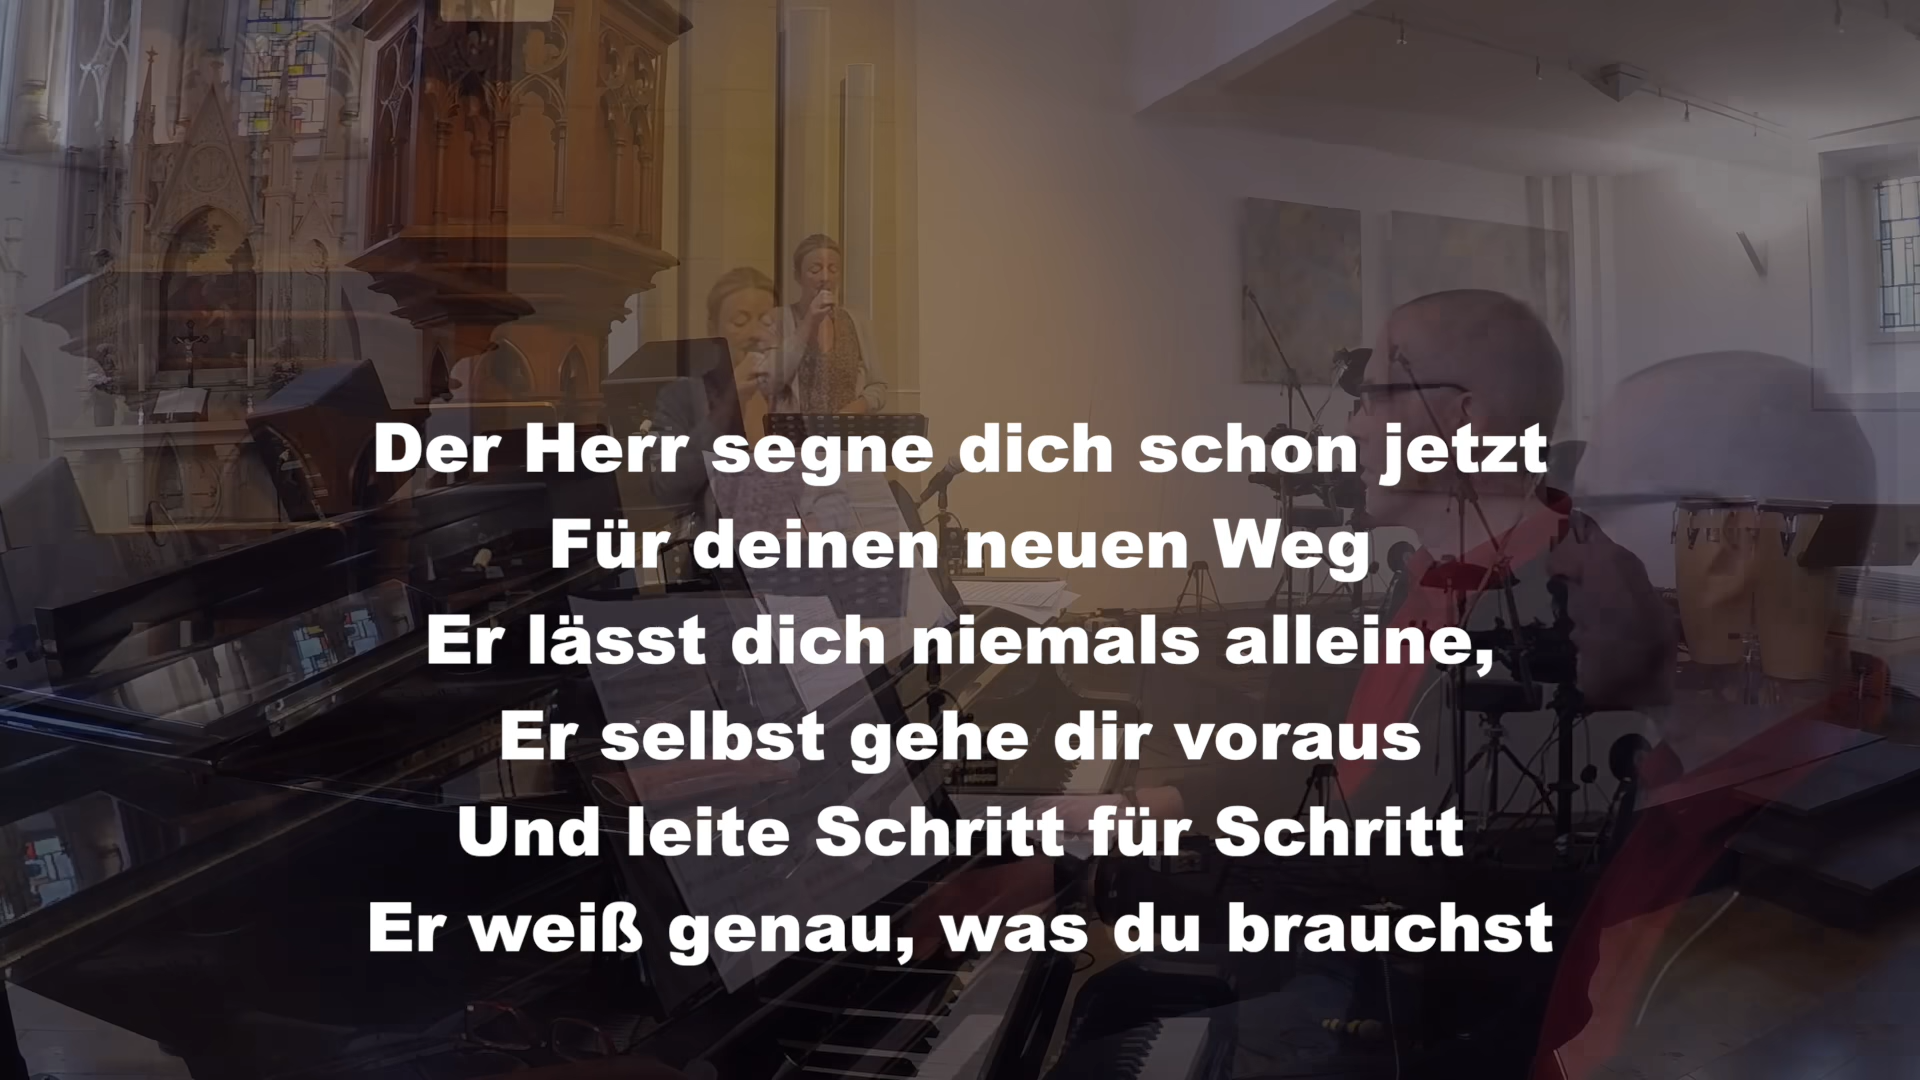 Der Herr segne dich schon jetzt
Für deinen neuen Weg
Er lässt dich niemals alleine,
Er selbst gehe dir voraus
Und leite Schritt für Schritt
Er weiß genau, was du brauchst